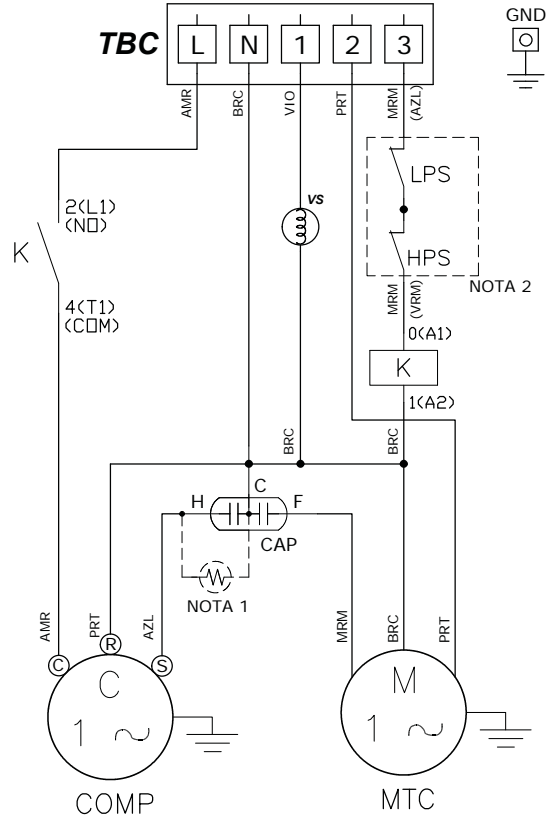 GND
TBC L N 1 2 3
AMR BRC VIO PRT MRM (AZL)
VS
LPS
HPS
NOTA 2
2(L1)
(NO)
K
4(T1)
(COM)
MRM (VRM)
0(A1)
K
1(A2)
BRC BRC
H C F
CAP
NOTA 1
AMR PRT AZL MRM BRC PRT
C R S
C
1
M
1
COMP
MTC